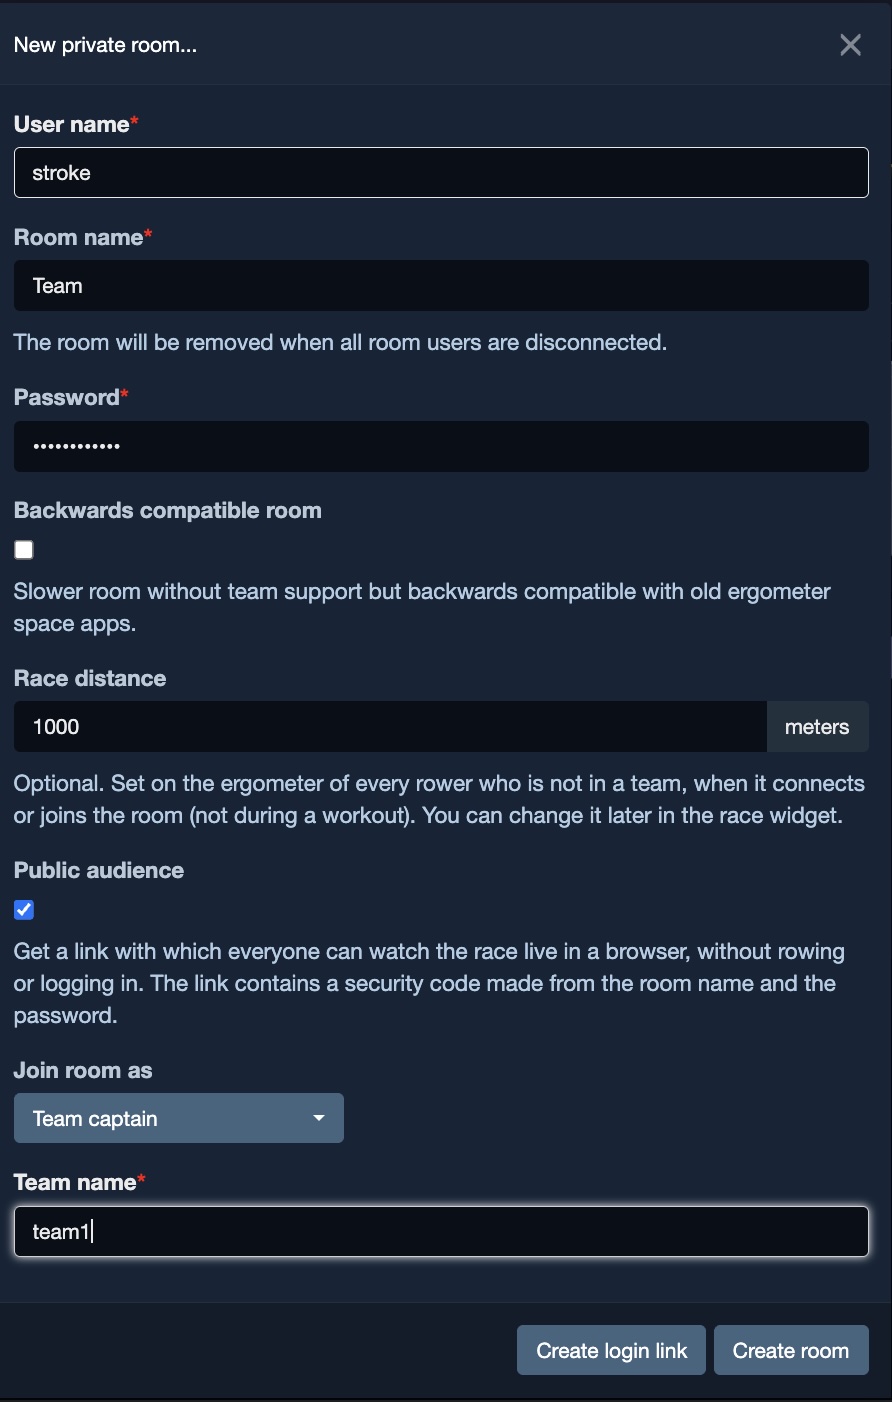 New private room...
User name*
stroke
Room name*
Team
The room will be removed when all room users are disconnected.
Password*
••••••••••••
Backwards compatible room
Slower room without team support but backwards compatible with old ergometer
space apps.
Race distance
1000 meters
Optional. Set on the ergometer of every rower who is not in a team, when it connects
or joins the room (not during a workout). You can change it later in the race widget.
Public audience
Get a link with which everyone can watch the race live in a browser, without rowing
or logging in. The link contains a security code made from the room name and the
password.
Join room as
Team captain
Team name*
team1
Create login link Create room